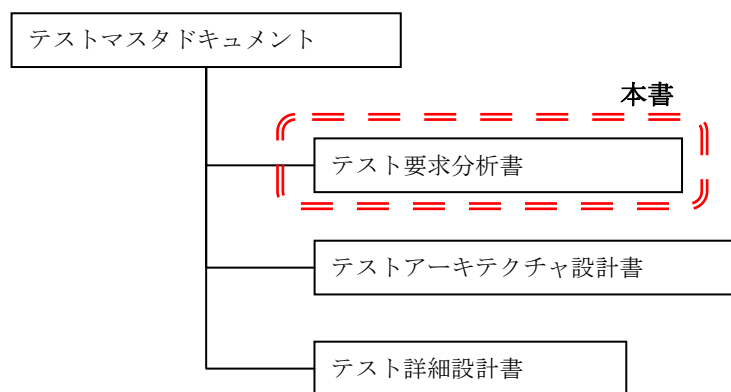 テストマスタドキュメント
本書
テスト要求分析書
テストアーキテクチャ設計書
テスト詳細設計書